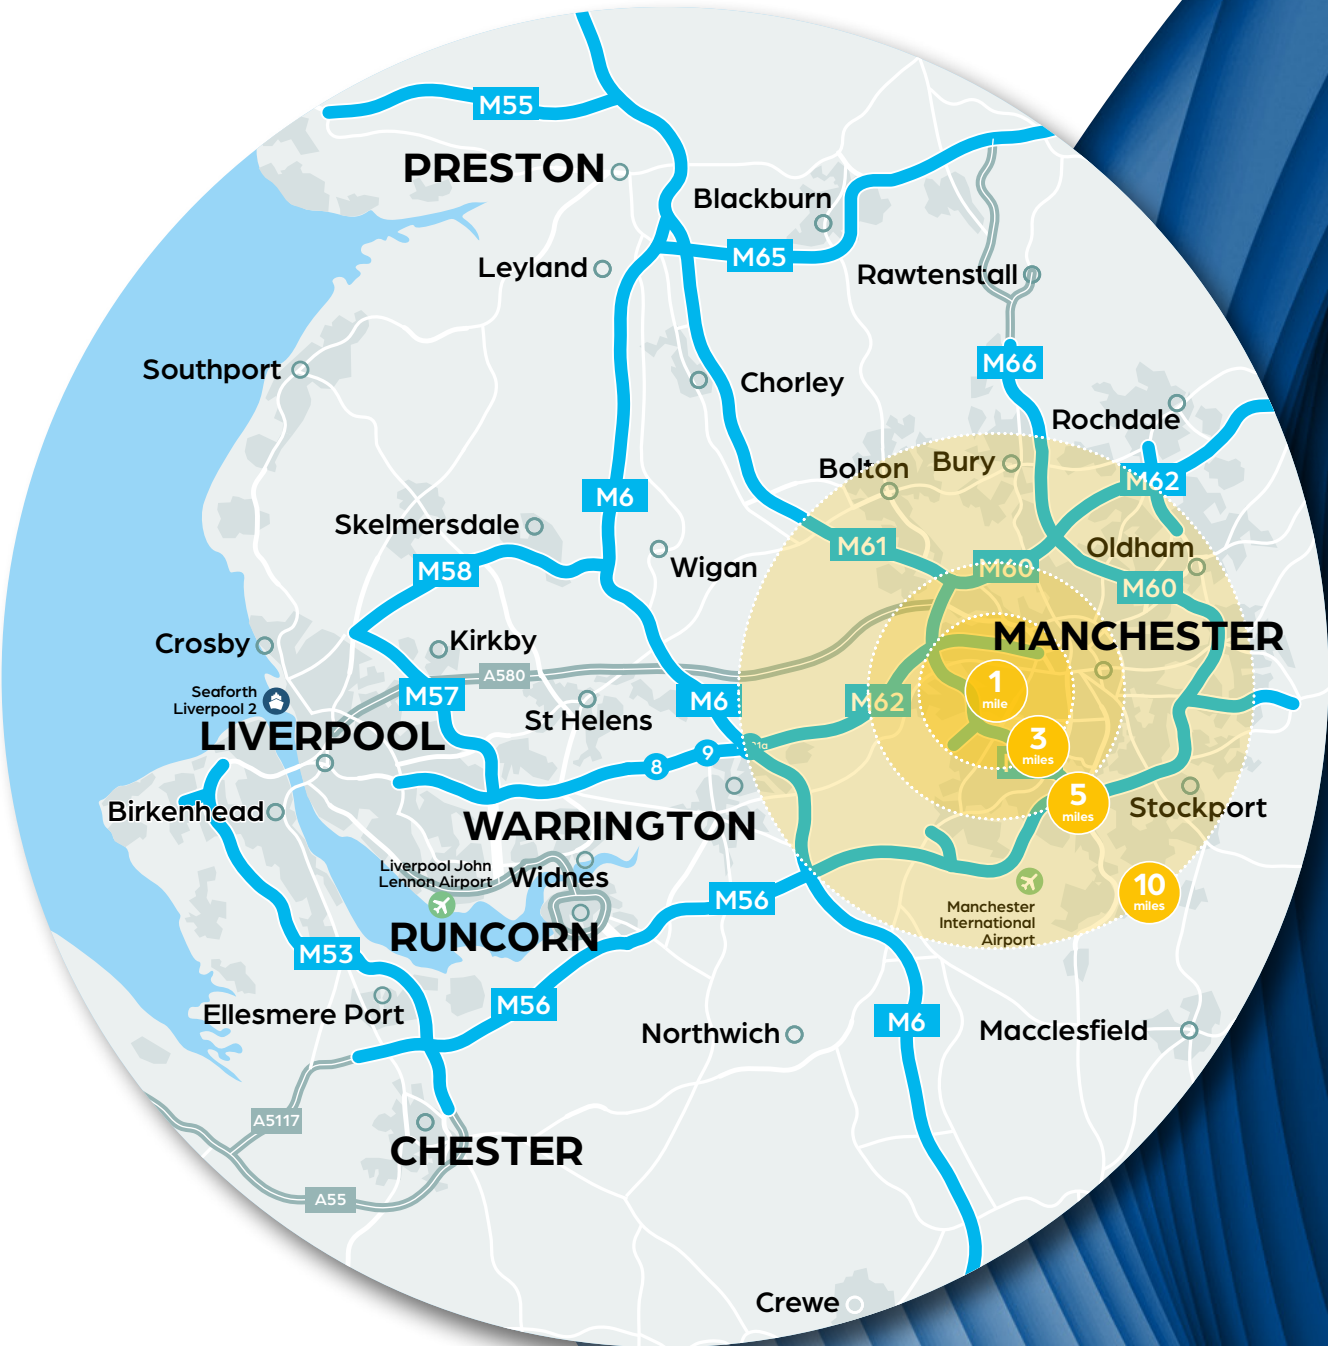 M55
PRESTON
Blackburn
M65
Leyland
Rawtenstall
Southport
M66
Chorley
Rochdale
Bolton
Bury
M62
M6
Skelmersdale
M61
Oldham
Wigan
M58
M60
M60
Crosby
Kirkby
MANCHESTER
A580
M57
Seaforth
Liverpool 2
M6
M62
1
mile
St Helens
LIVERPOOL
3
miles
9
8
5
miles
Birkenhead
Stockport
WARRINGTON
Liverpool John
Lennon Airport
Widnes
M56
10
miles
Manchester
International
Airport
RUNCORN
M53
M56
Ellesmere Port
M6
Northwich
Macclesfield
A5117
CHESTER
A55
Crewe